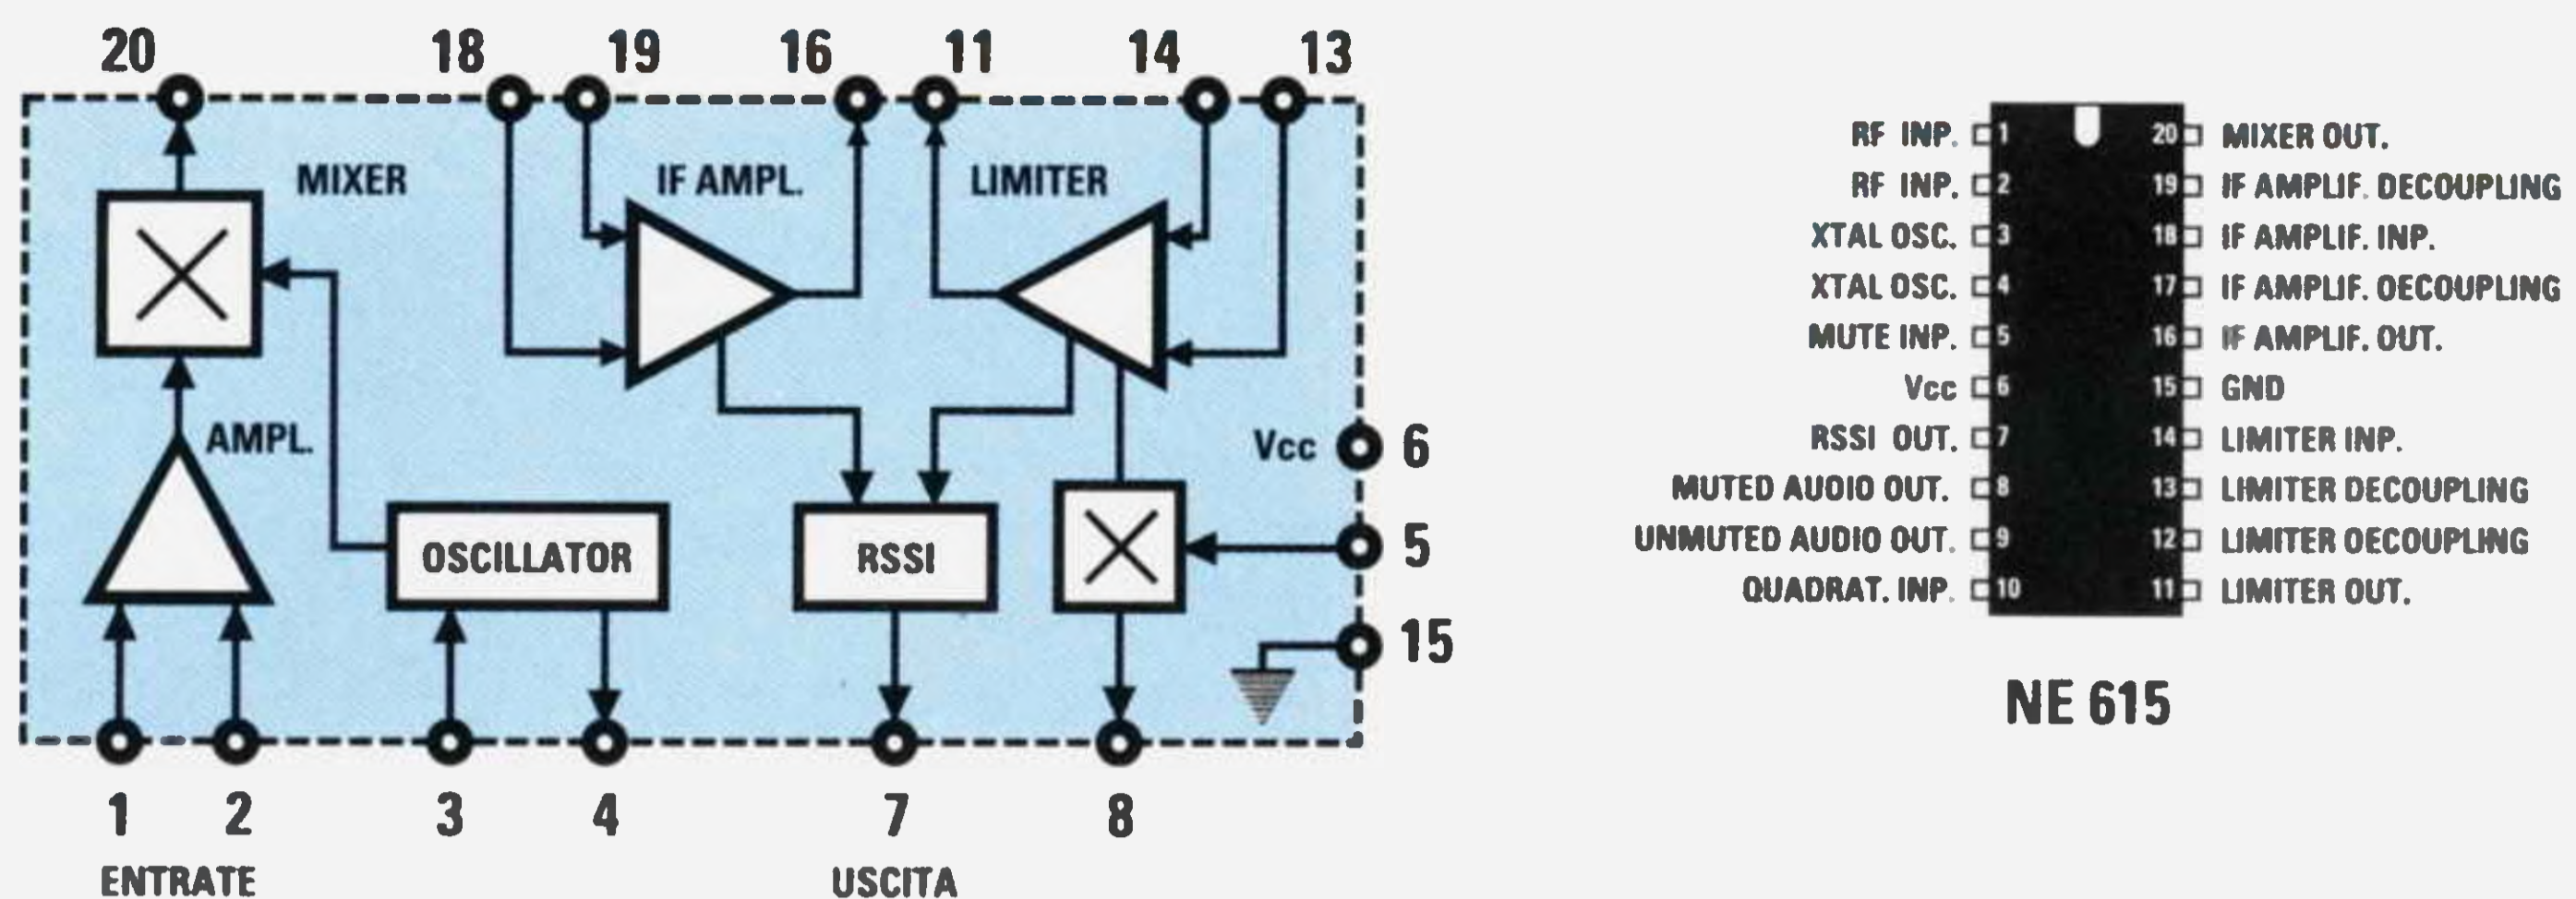 20 18 19 16 11 14 13
MIXER IF AMPL. LIMITER
AMPL.
Vcc 6
OSCILLATOR RSSI 5
15
1 2 3 4 7 8
ENTRATE USCITA
RF INP. 1 20 MIXER OUT.
RF INP. 2 19 IF AMPLIF. DECOUPLING
XTAL OSC. 3 18 IF AMPLIF. INP.
XTAL OSC. 4 17 IF AMPLIF. OECOUPLING
MUTE INP. 5 16 IF AMPLIF. OUT.
Vcc 6 15 GND
RSSI OUT. 7 14 LIMITER INP.
MUTED AUOIO OUT. 8 13 LIMITER DECOUPLING
UNMUTED AUDIO OUT. 9 12 LIMITER OECOUPLING
QUADRAT. INP. 10 11 LIMITER OUT.
NE 615